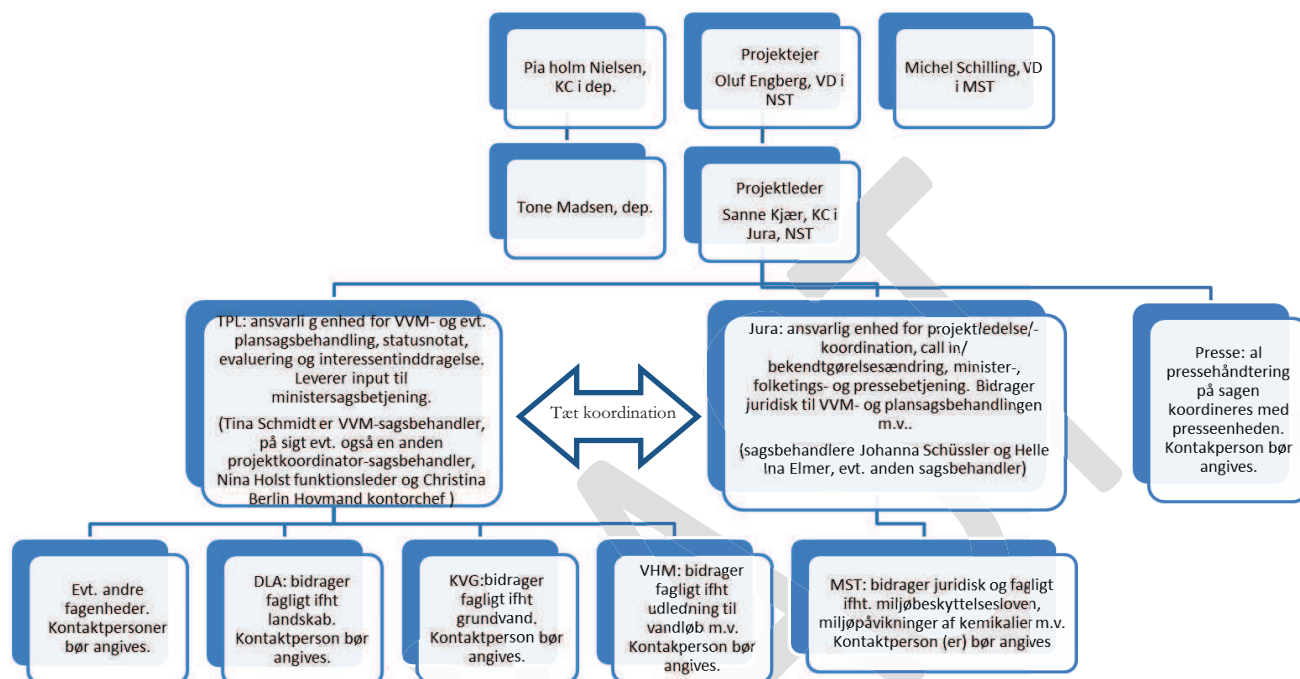 Pia holm Nielsen,
KC i dep.
Projektejer
Oluf Engberg, VD i
NST
Michel Schilling, VD
i MST
Tone Madsen, dep.
Projektleder
Sanne Kjær, KC i
Jura, NST
TPL: ansvarli g enhed for VVM- og evt.
plansagsbehandling, statusnotat,
evaluering og interessentinddragelse.
Leverer input til
ministersagsbetjening.
(Tina Schmidt er VVM-sagsbehandler,
på sigt evt. også en anden
projektkoordinator-sagsbehandler,
Nina Holst funktionsleder og Christina
Berlin Hovmand kontorchef )
Tæt koordination
Jura: ansvarlig enhed for projektledelse/-
koordination, call in/
bekendtgørelsesændring, minister-,
folketings- og pressebetjening. Bidrager
juridisk til VVM- og plansagsbehandlingen
m.v..
(sagsbehandlere Johanna Schüssler og Helle
Ina Elmer, evt. anden sagsbehandler)
Presse: al
pressehåndtering
på sagen
koordineres med
presseenheden.
Kontakperson bør
angives.
Evt. andre
fagenheder.
Kontaktpersoner
bør angives.
DLA: bidrager
fagligt ifht
landskab.
Kontaktperson bør
angives.
KVG:bidrager
fagligt ifht
grundvand.
Kontaktperson bør
angives.
VHM: bidrager
fagligt ifht
udledning til
vandløb m.v.
Kontakperson bør
angives.
MST: bidrager juridisk og fagligt
ifht. miljøbeskyttelsesloven,
miljøpåvikninger af kemikalier m.v.
Kontaktperson (er) bør angives